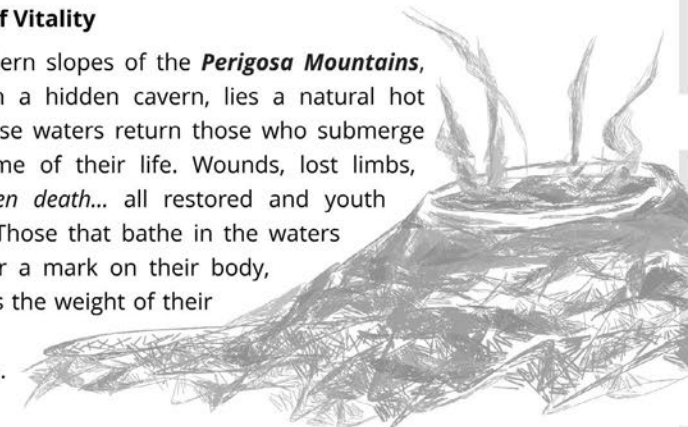 f Vitality
ern slopes of the Perigosa Mountains,
n a hidden cavern, lies a natural hot
se waters return those who submerge
me of their life. Wounds, lost limbs,
en death... all restored and youth
Those that bathe in the waters
r a mark on their body,
s the weight of their
.